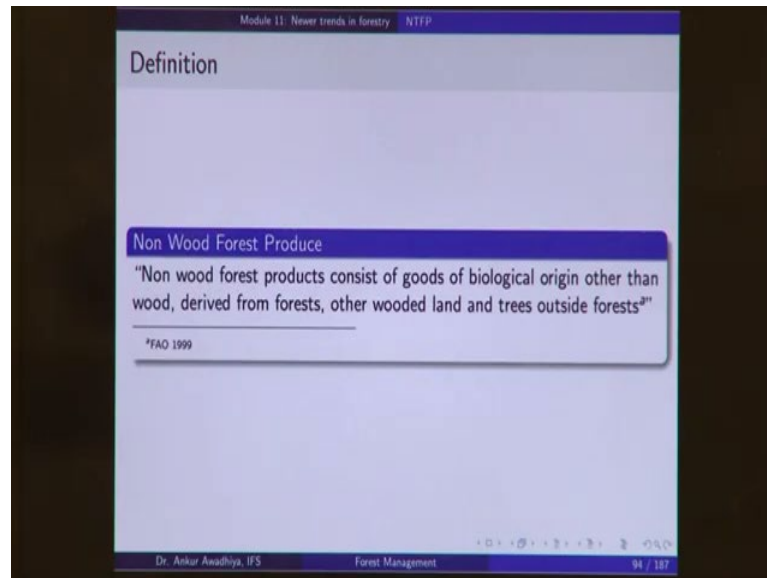 Module 11: Newer trends in forestry NTFP
Definition
Non Wood Forest Produce
"Non wood forest products consist of goods of biological origin other than
wood, derived from forests, other wooded land and trees outside forestsᵃ"
ᵃFAO 1999
Dr. Ankur Awadhiya, IFS Forest Management 94 / 187